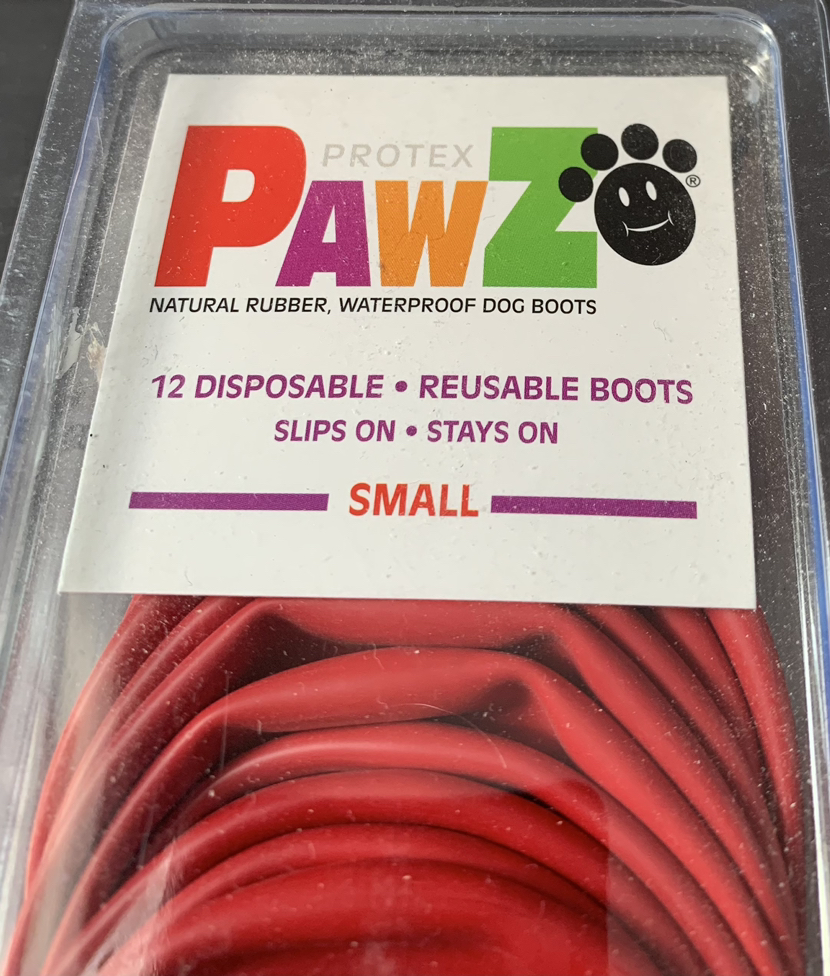 PROTEX
PAWZ®
NATURAL RUBBER, WATERPROOF DOG BOOTS
12 DISPOSABLE • REUSABLE BOOTS
SLIPS ON • STAYS ON
SMALL